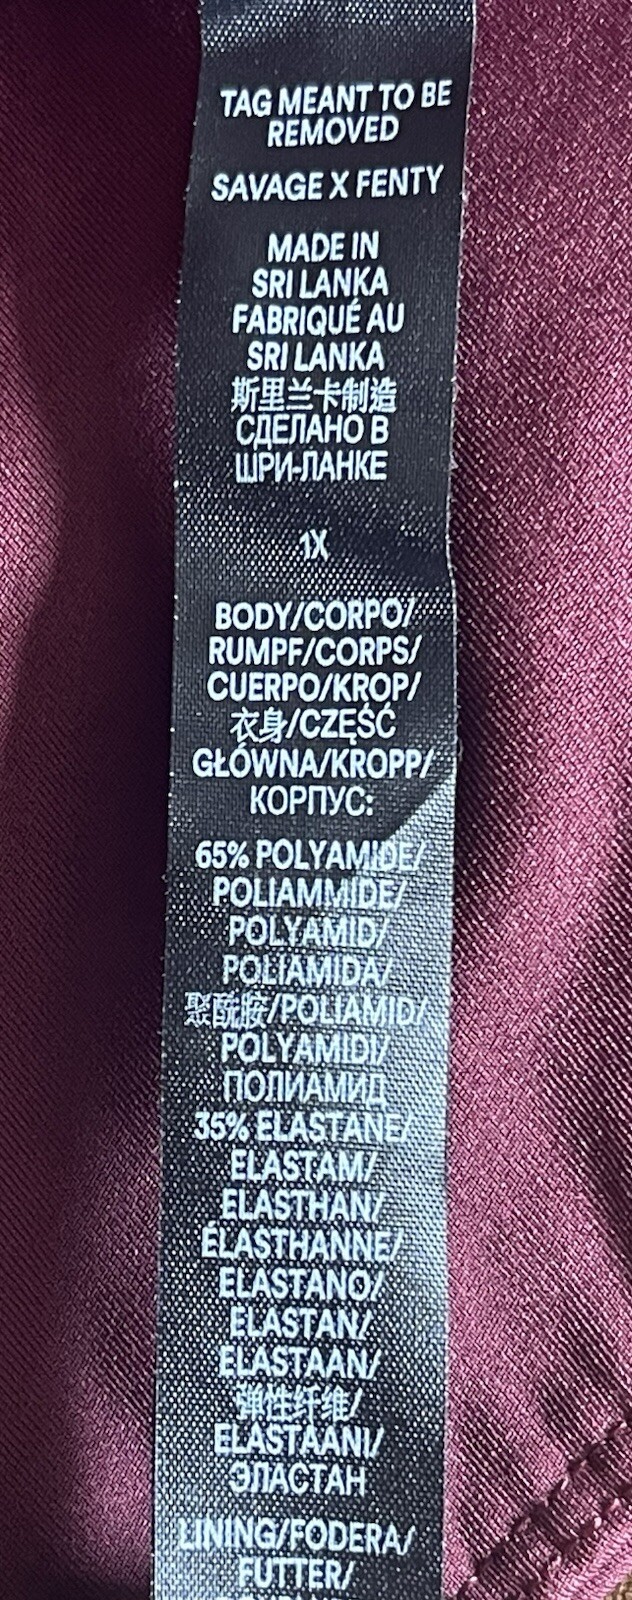 TAG MEANT TO BE
REMOVED
SAVAGE X FENTY
MADE IN
SRI LANKA
FABRIQUÉ AU
SRI LANKA
斯里兰卡制造
СДЕЛАНО В
ШРИ-ЛАНКЕ
1X
BODY/CORPO/
RUMPF/CORPS/
CUERPO/KROP/
衣身/CZĘŚĆ
GŁÓWNA/KROPP/
КОРПУС:
65% POLYAMIDE/
POLIAMMIDE/
POLYAMID/
POLIAMIDA/
聚酰胺/POLIAMID/
POLYAMIDI/
ПОЛИАМИД
35% ELASTANE/
ELASTAM/
ELASTHAN/
ÉLASTHANNE/
ELASTANO/
ELASTAN/
ELASTAAN/
弹性纤维/
ELASTAANI/
ЭЛАСТАН
LINING/FODERA/
FUTTER/